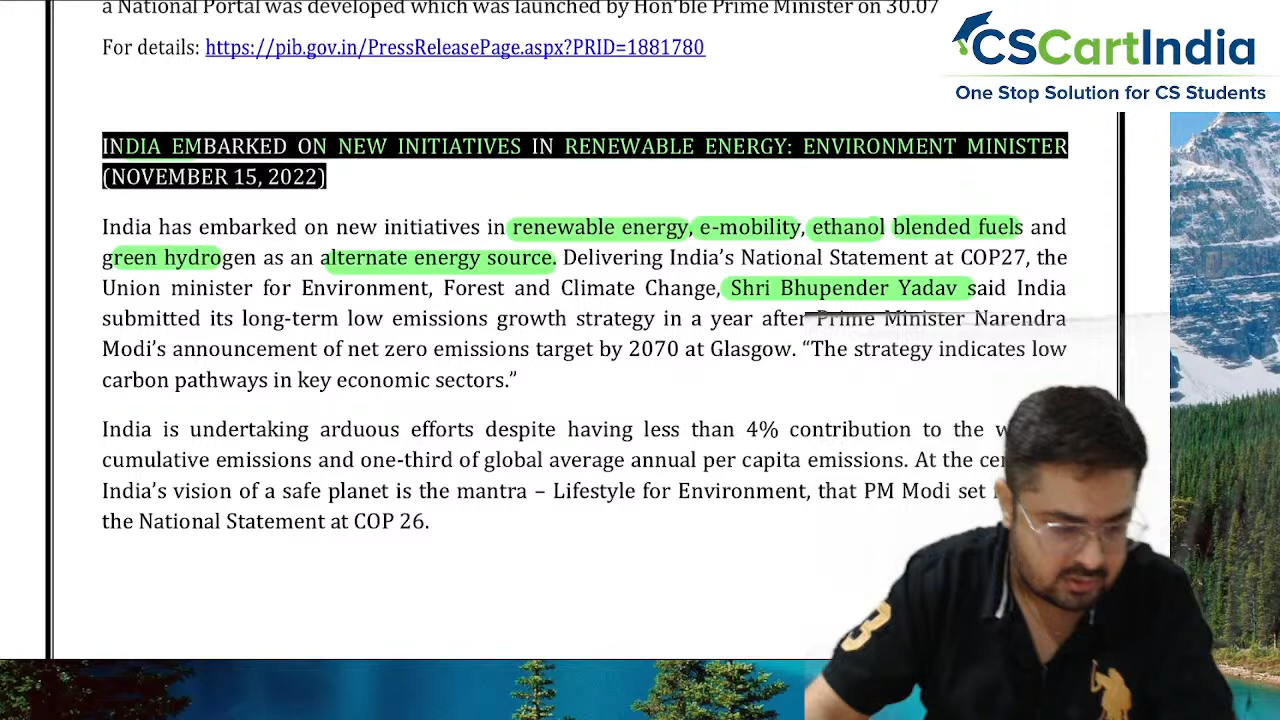 a National Portal was developed which was launched by Hon'ble Prime Minister on 30.07
For details: https://pib.gov.in/PressReleasePage.aspx?PRID=1881780
CSCartIndia
One Stop Solution for CS Students
INDIA EMBARKED ON NEW INITIATIVES IN RENEWABLE ENERGY: ENVIRONMENT MINISTER
(NOVEMBER 15, 2022)
India has embarked on new initiatives in renewable energy, e-mobility, ethanol blended fuels and
green hydrogen as an alternate energy source. Delivering India's National Statement at COP27, the
Union minister for Environment, Forest and Climate Change, Shri Bhupender Yadav said India
submitted its long-term low emissions growth strategy in a year after Prime Minister Narendra
Modi's announcement of net zero emissions target by 2070 at Glasgow. “The strategy indicates low
carbon pathways in key economic sectors.”
India is undertaking arduous efforts despite having less than 4% contribution to the
cumulative emissions and one-third of global average annual per capita emissions. At the
India's vision of a safe planet is the mantra – Lifestyle for Environment, that PM Modi set
the National Statement at COP 26.
3